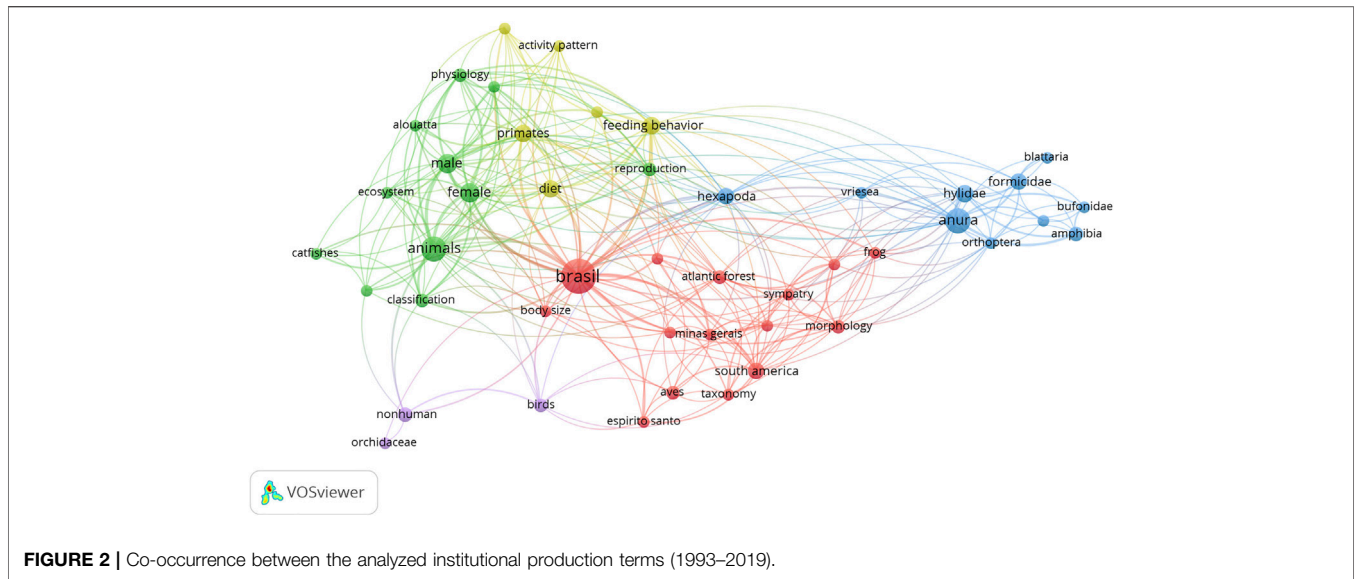 activity pattern
physiology
alouatta
primates
feeding behavior
male
reproduction
blattaria
ecosystem
female
diet
hexapoda
vriesea
hylidae
formicidae
bufonidae
anura
amphibia
orthoptera
catfishes
animals
frog
brasil
atlantic forest
classification
sympatry
body size
minas gerais
morphology
south america
aves
taxonomy
nonhuman
birds
espirito santo
orchidaceae
VOSviewer
FIGURE 2 | Co-occurrence between the analyzed institutional production terms (1993–2019).